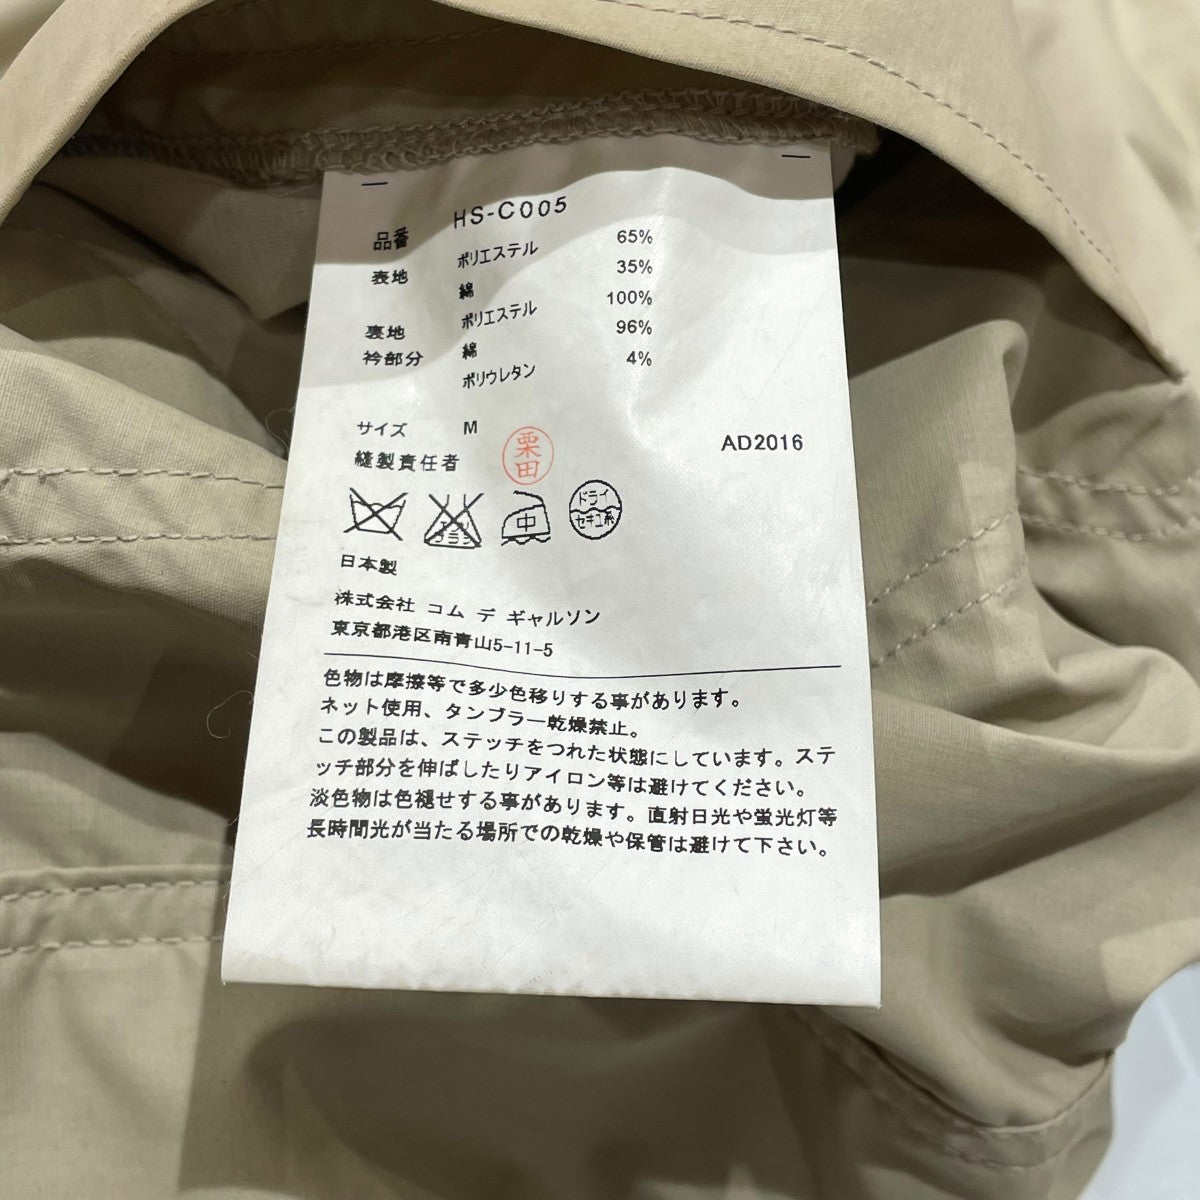 品番 HS-C005
表地 ポリエステル 65%
綿 35%
裏地 ポリエステル 100%
衿部分 綿 96%
ポリウレタン 4%
サイズ M
AD2016
縫製責任者 栗田
中 ドライ セキユ系
日本製
株式会社 コム デ ギャルソン
東京都港区南青山5-11-5
色物は摩擦等で多少色移りする事があります。
ネット使用、タンブラー乾燥禁止。
この製品は、ステッチをつれた状態にしています。ステ
ッチ部分を伸ばしたりアイロン等は避けてください。
淡色物は色褪せする事があります。直射日光や蛍光灯等
長時間光が当たる場所での乾燥や保管は避けて下さい。